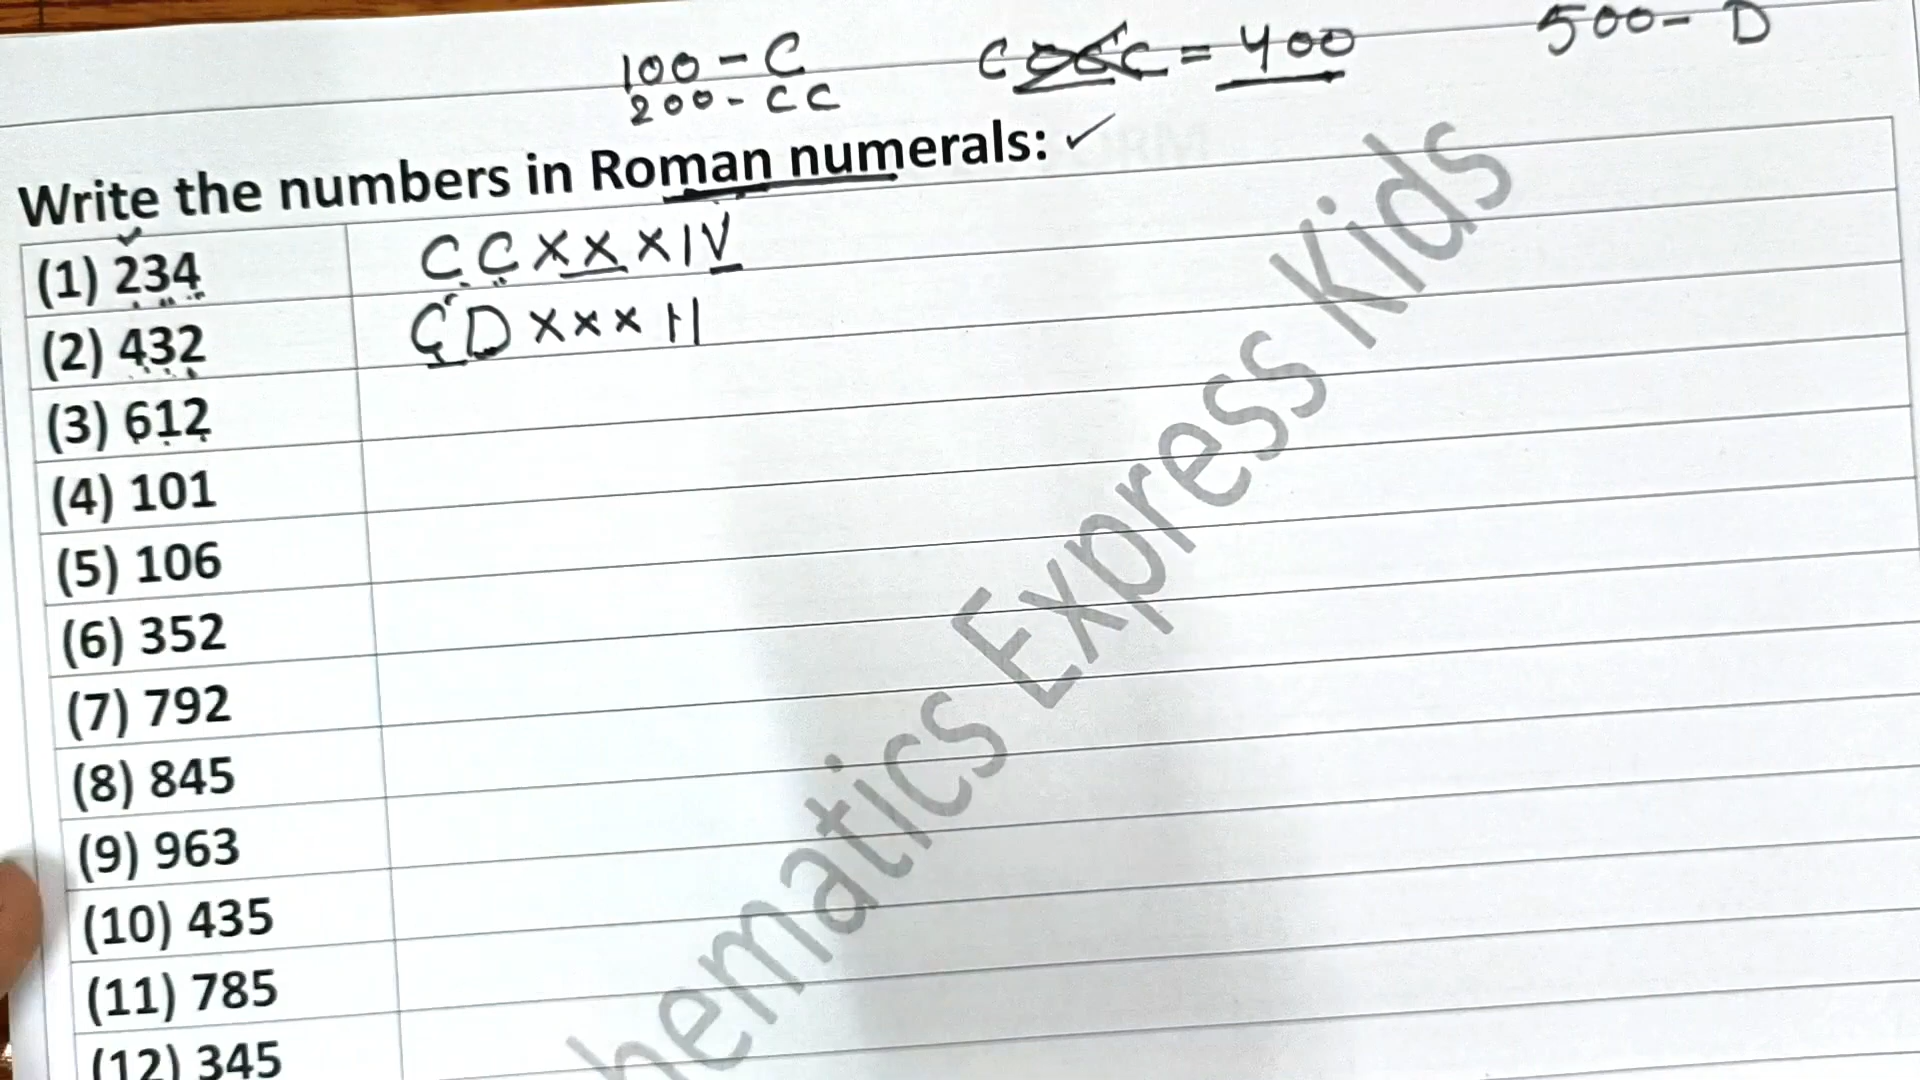 100 - C
200 - CC
CCCC = 400
500 - D
Write the numbers in Roman numerals: ✓
(1) 234 CCXXXIV
(2) 432 CDXXXII
(3) 612
(4) 101
(5) 106
(6) 352
(7) 792
(8) 845
(9) 963
(10) 435
(11) 785
(12) 345
hematics Express Kids